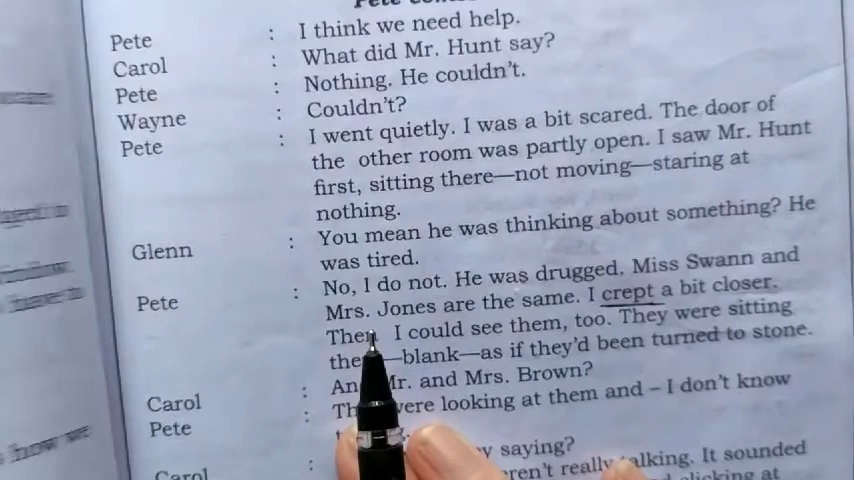 Pete : I think we need help.
Carol : What did Mr. Hunt say?
Pete : Nothing. He couldn't.
Wayne : Couldn't?
Pete : I went quietly. I was a bit scared. The door of
the other room was partly open. I saw Mr. Hunt
first, sitting there—not moving—staring at
nothing.
Glenn : You mean he was thinking about something? He
was tired.
Pete : No, I do not. He was drugged. Miss Swann and
Mrs. Jones are the same. I crept a bit closer.
Then I could see them, too. They were sitting
—blank—as if they'd been turned to stone.
Carol : Mr. and Mrs. Brown?
Pete : were looking at them and – I don't know
saying?
Carol : really talking. It sounded
clicking at